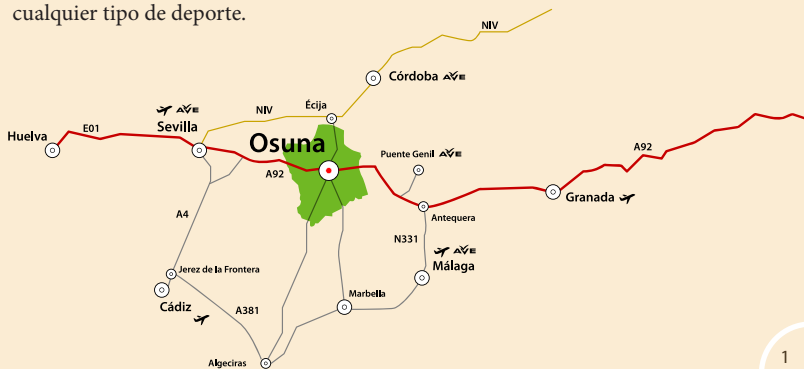 cualquier tipo de deporte.
NIV
Córdoba AVE
Écija
AVE
NIV
Sevilla
E01
Huelva
Osuna
Puente Genil AVE
A92
A92
Granada
A4
Antequera
N331
AVE
Málaga
Jerez de la Frontera
Cádiz
A381
Marbella
Algeciras
1